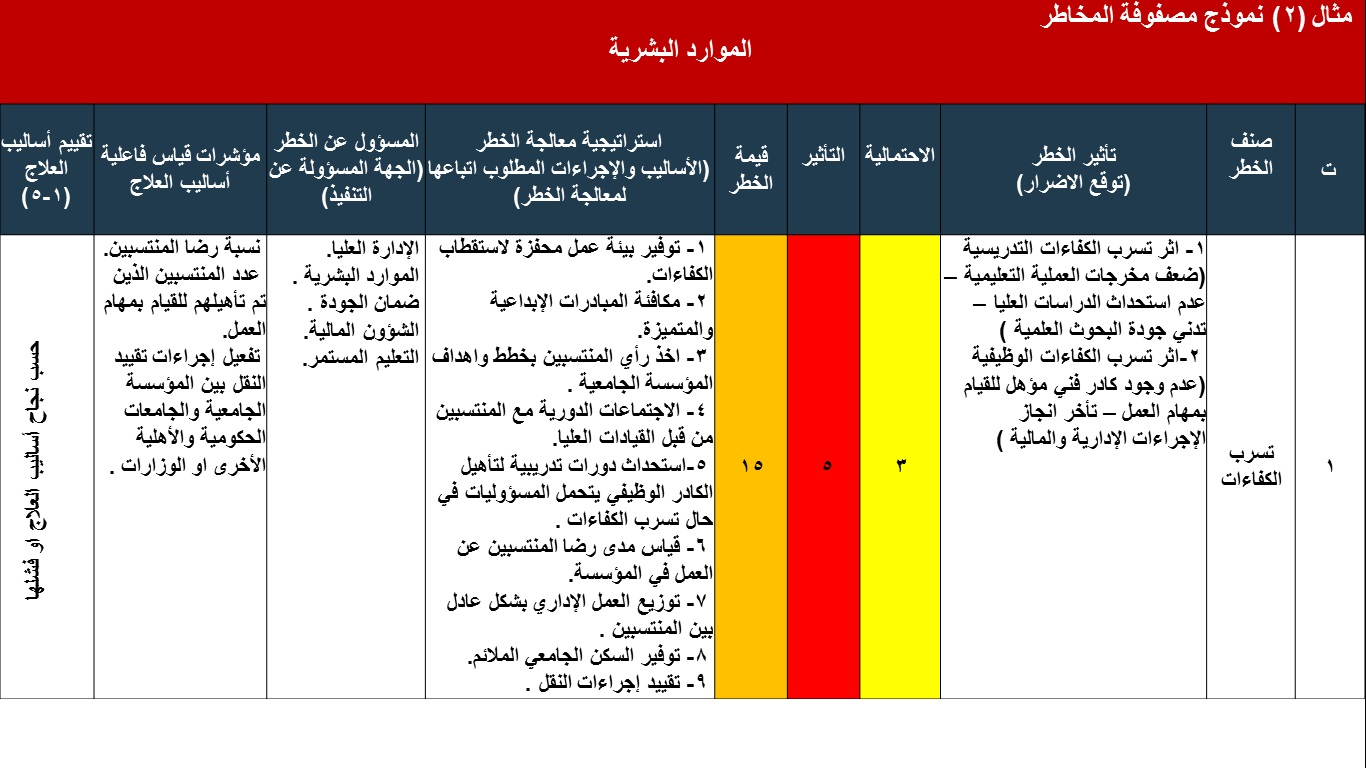 مثال (٢) نموذج مصفوفة المخاطر
الموارد البشرية
ت
صنف
الخطر
تأثير الخطر
(توقع الاضرار)
الاحتمالية
التأثير
قيمة
الخطر
استراتيجية معالجة الخطر
(الأساليب والإجراءات المطلوب اتباعها
لمعالجة الخطر)
المسؤول عن الخطر
(الجهة المسؤولة عن
التنفيذ)
مؤشرات قياس فاعلية
أساليب العلاج
تقييم أساليب
العلاج
(١-٥)
١
تسرب
الكفاءات
١- اثر تسرب الكفاءات التدريسية
(ضعف مخرجات العملية التعليمية –
عدم استحداث الدراسات العليا –
تدني جودة البحوث العلمية )
٢-اثر تسرب الكفاءات الوظيفية
(عدم وجود كادر فني مؤهل للقيام
بمهام العمل – تأخر انجاز
الإجراءات الإدارية والمالية )
٣
٥
١٥
١- توفير بيئة عمل محفزة لاستقطاب
الكفاءات.
٢- مكافئة المبادرات الإبداعية
والمتميزة.
٣- اخذ رأي المنتسبين بخطط واهداف
المؤسسة الجامعية .
٤- الاجتماعات الدورية مع المنتسبين
من قبل القيادات العليا.
٥-استحداث دورات تدريبية لتأهيل
الكادر الوظيفي يتحمل المسؤوليات في
حال تسرب الكفاءات .
٦- قياس مدى رضا المنتسبين عن
العمل في المؤسسة.
٧- توزيع العمل الإداري بشكل عادل
بين المنتسبين .
٨- توفير السكن الجامعي الملائم.
٩- تقييد إجراءات النقل .
الإدارة العليا.
الموارد البشرية .
ضمان الجودة .
الشؤون المالية.
التعليم المستمر.
نسبة رضا المنتسبين.
عدد المنتسبين الذين
تم تأهيلهم للقيام بمهام
العمل.
تفعيل إجراءات تقييد
النقل بين المؤسسة
الجامعية والجامعات
الحكومية والأهلية
الأخرى او الوزارات .
حسب نجاح أساليب العلاج او فشلها